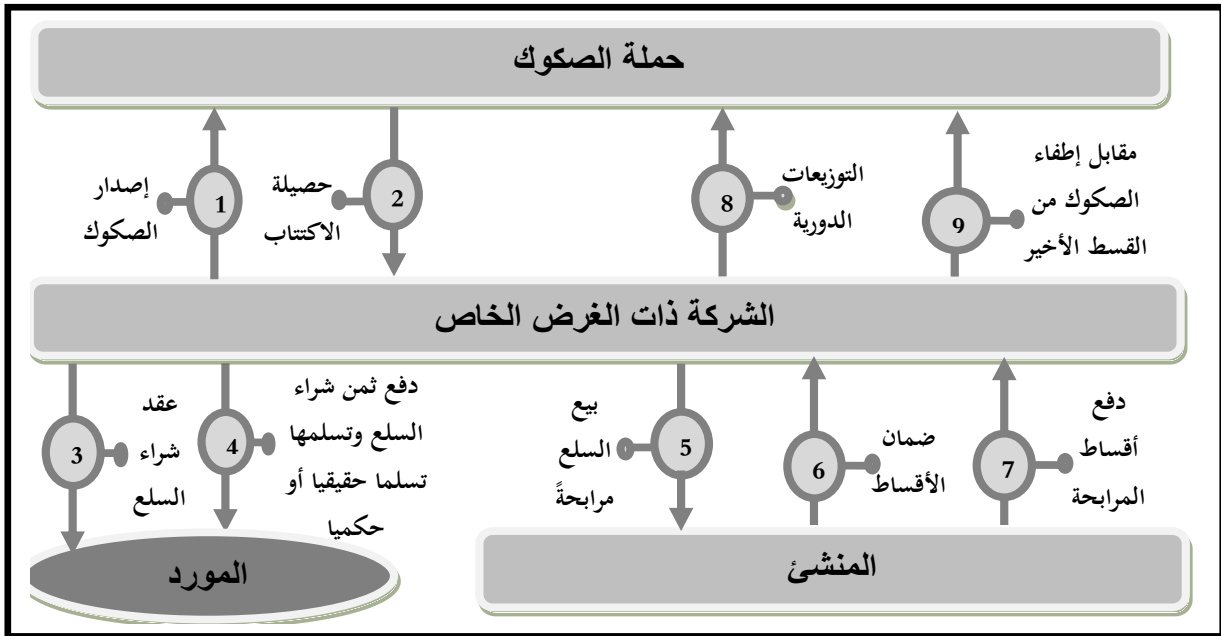 حملة الصكوك
1
إصدار
الصكوك
2
حصيلة
الاكتتاب
8
التوزيعات
الدورية
9
مقابل إطفاء
الصكوك من
القسط الأخير
الشركة ذات الغرض الخاص
3
عقد
شراء
السلع
4
دفع ثمن شراء
السلع وتسلمها
تسلما حقيقيا أو
حكميا
5
بيع
السلع
مرابحةً
6
ضمان
الأقساط
7
دفع
أقساط
المرابحة
المورد
المنشئ